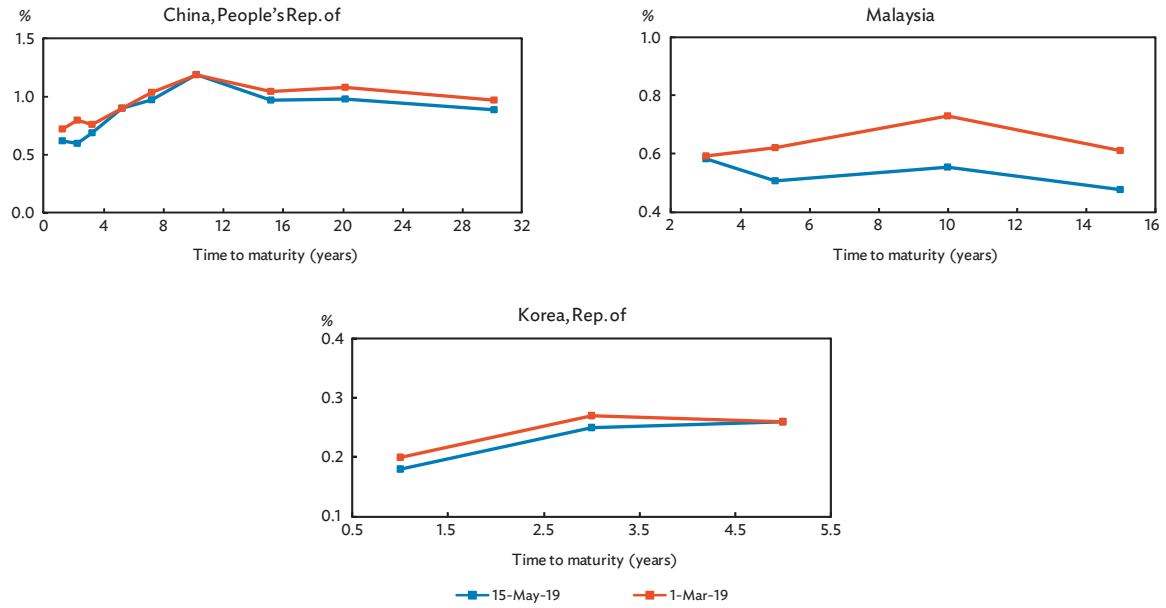 China, People's Rep. of
%
1.5
1.0
0.5
0.0
0 4 8 12 16 20 24 28 32
Time to maturity (years)
Malaysia
%
1.0
0.8
0.6
0.4
2 4 6 8 10 12 14 16
Time to maturity (years)
Korea, Rep. of
%
0.4
0.3
0.2
0.1
0.5 1.5 2.5 3.5 4.5 5.5
Time to maturity (years)
15-May-19 1-Mar-19